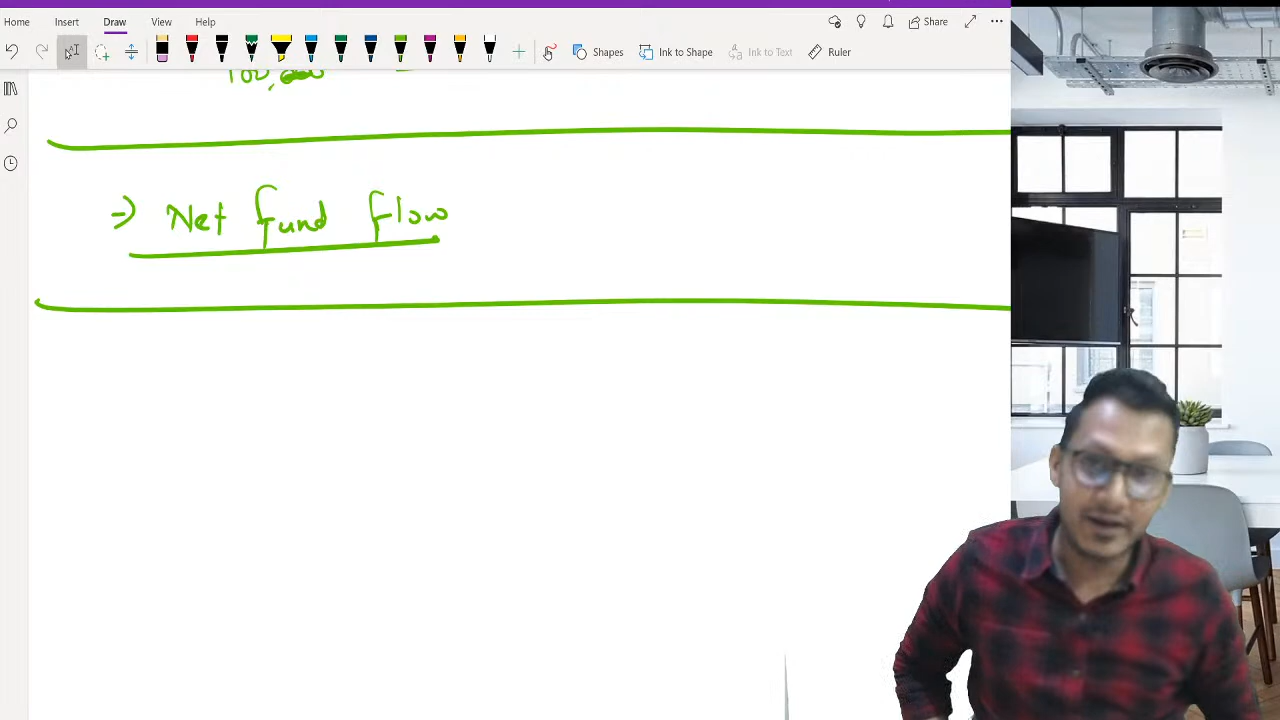 Home Insert Draw View Help Share
Shapes Ink to Shape Ink to Text Ruler
=> Net fund flow